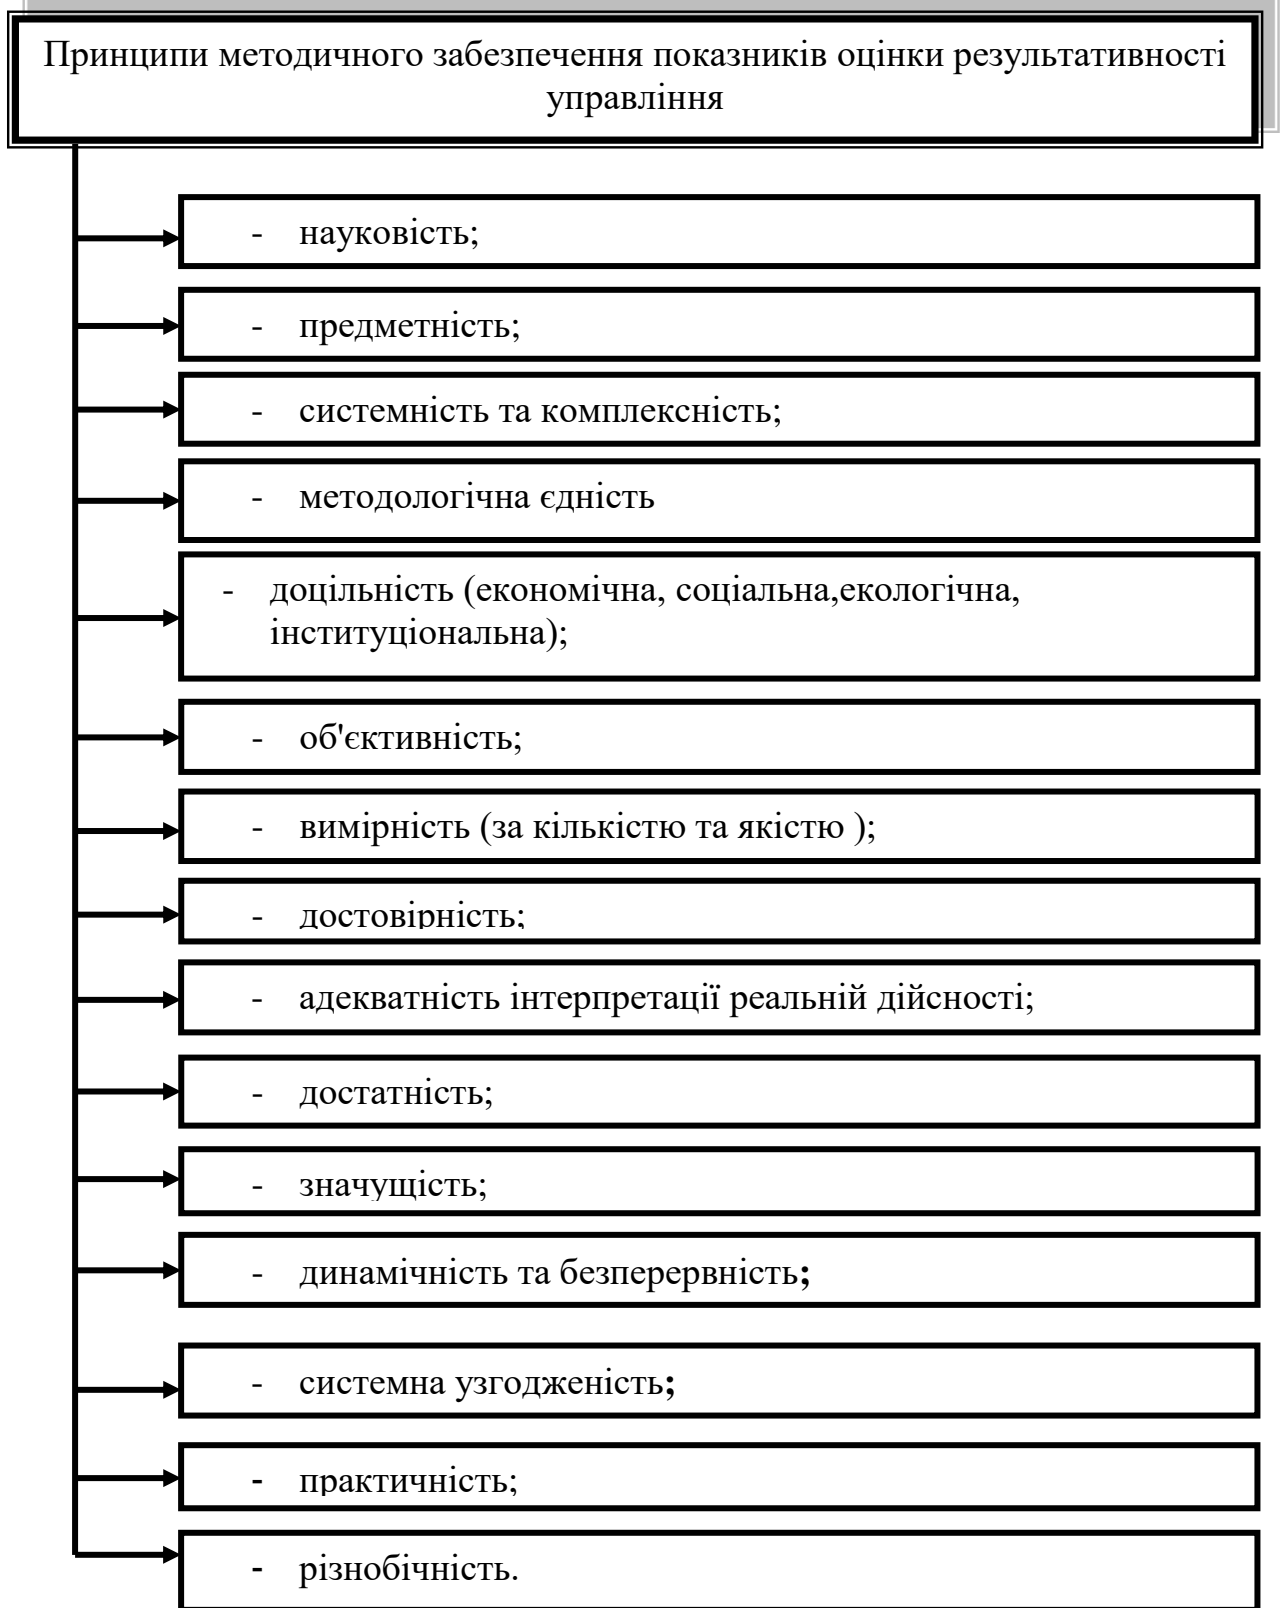 Принципи методичного забезпечення показників оцінки результативності
управління
- науковість;
- предметність;
- системність та комплексність;
- методологічна єдність
- доцільність (економічна, соціальна,екологічна,
інституціональна);
- об'єктивність;
- вимірність (за кількістю та якістю );
- достовірність;
- адекватність інтерпретації реальній дійсності;
- достатність;
- значущість;
- динамічність та безперервність;
- системна узгодженість;
- практичність;
- різнобічність.